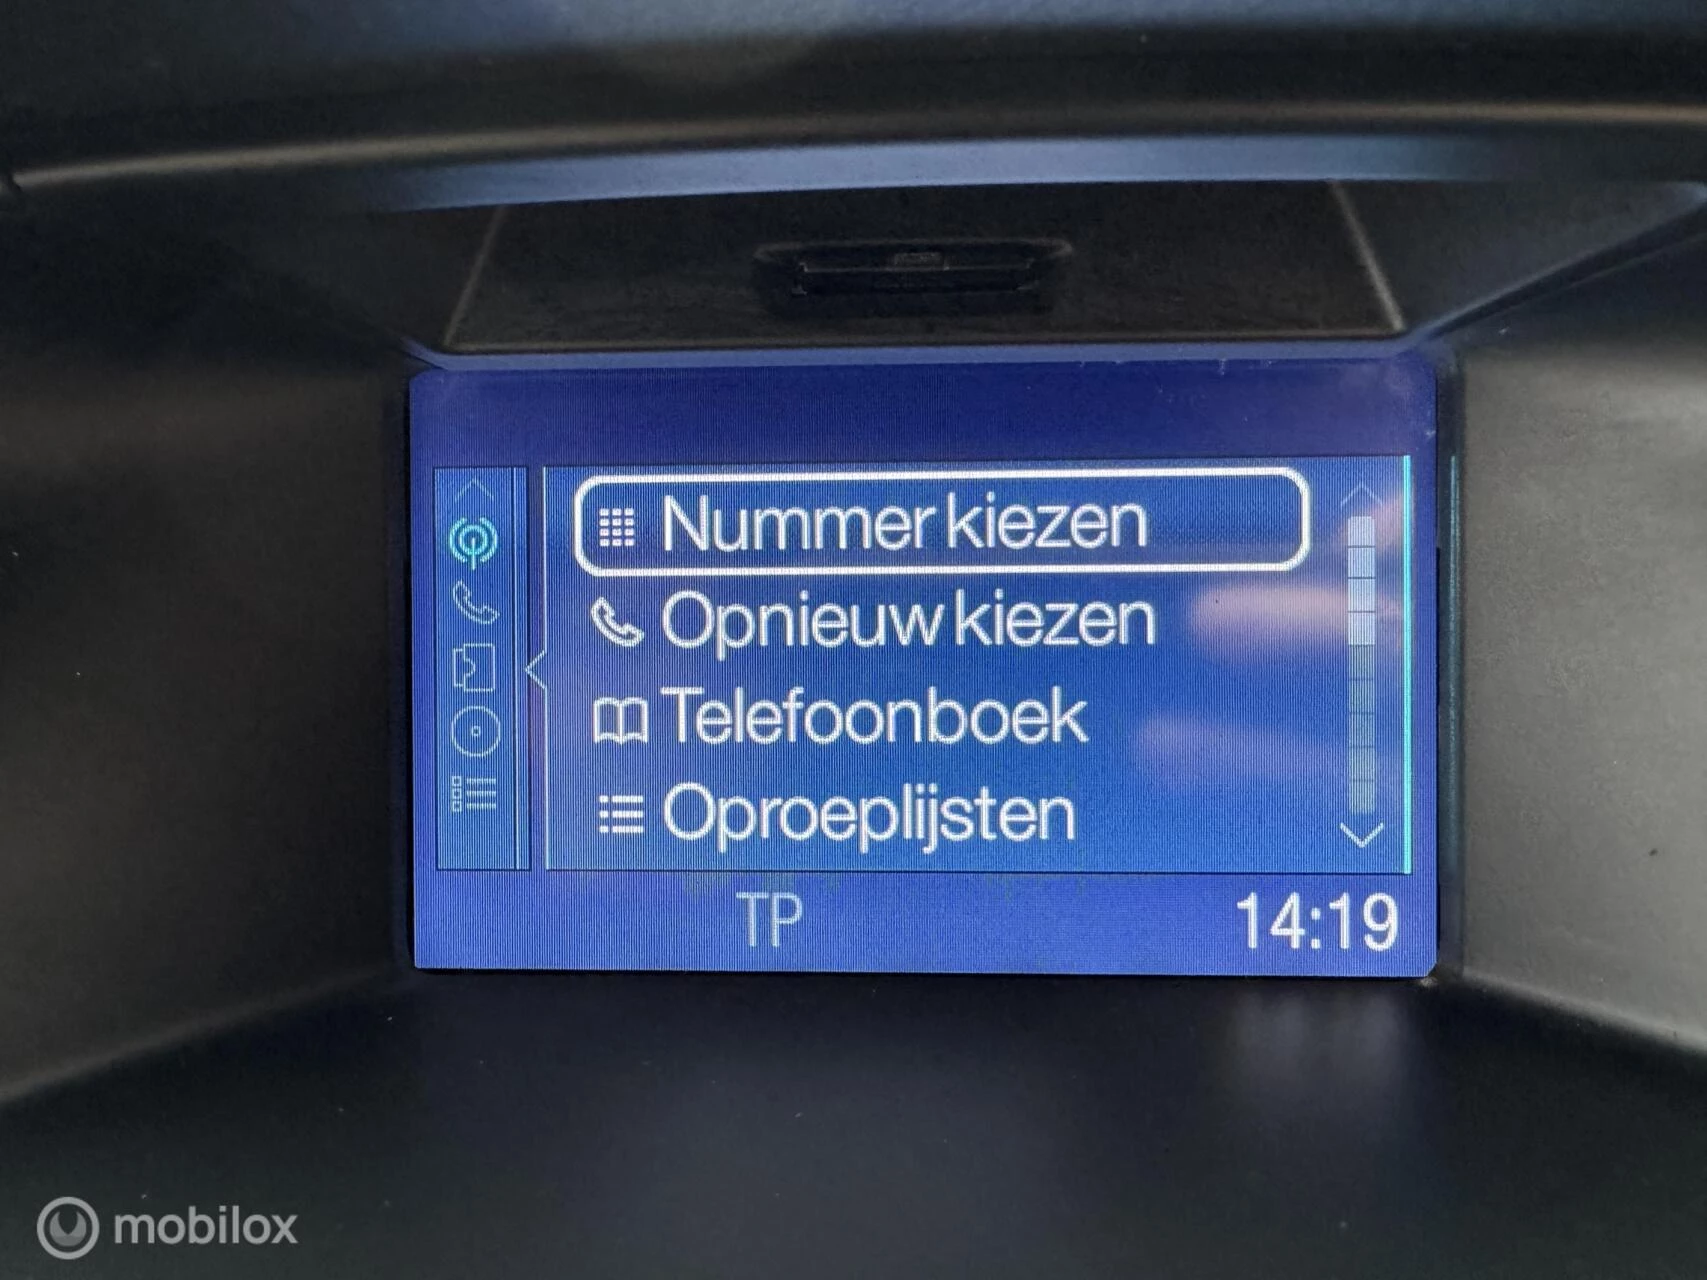 Nummer kiezen
Opnieuw kiezen
Telefoonboek
Oproeplijsten
TP
14:19
mobilox